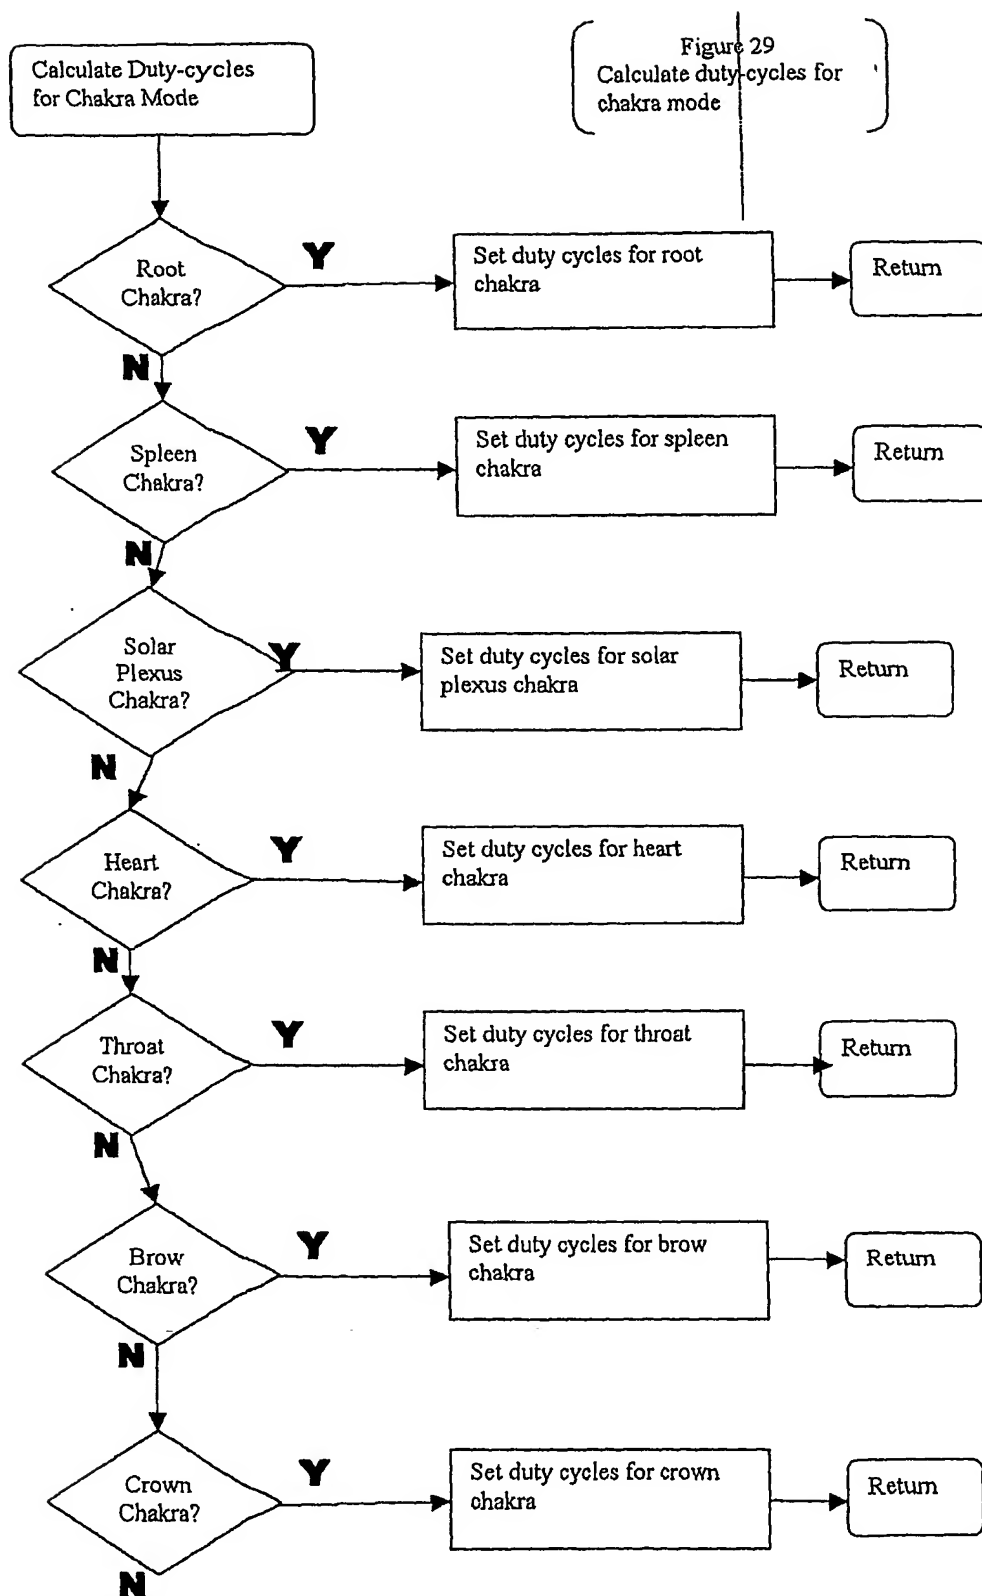 Calculate Duty-cycles
for Chakra Mode
Figure 29
Calculate duty-cycles for
chakra mode
Root
Chakra?
Y
Set duty cycles for root
chakra
Return
N
Spleen
Chakra?
Y
Set duty cycles for spleen
chakra
Return
N
Solar
Plexus
Chakra?
Y
Set duty cycles for solar
plexus chakra
Return
N
Heart
Chakra?
Y
Set duty cycles for heart
chakra
Return
N
Throat
Chakra?
Y
Set duty cycles for throat
chakra
Return
N
Brow
Chakra?
Y
Set duty cycles for brow
chakra
Return
N
Crown
Chakra?
Y
Set duty cycles for crown
chakra
Return
N